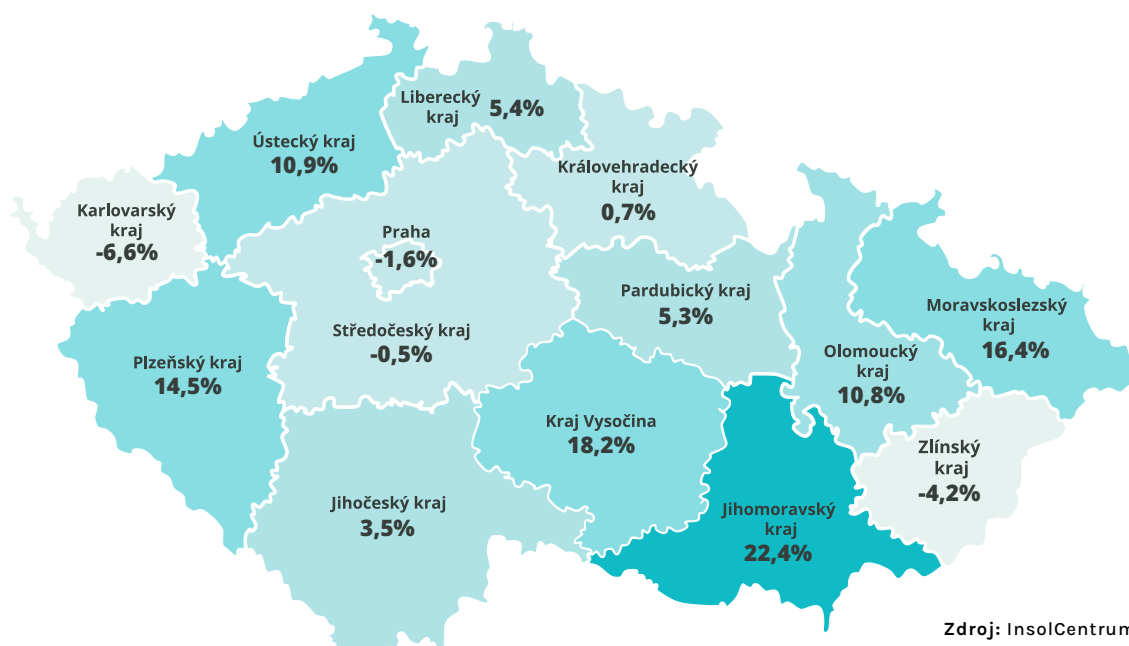 Liberecký
kraj
5,4%
Ústecký kraj
10,9%
Královehradecký
kraj
0,7%
Karlovarský
kraj
-6,6%
Praha
-1,6%
Pardubický kraj
5,3%
Moravskoslezský
kraj
16,4%
Středočeský kraj
-0,5%
Plzeňský kraj
14,5%
Olomoucký
kraj
10,8%
Kraj Vysočina
18,2%
Zlínský
kraj
-4,2%
Jihočeský kraj
3,5%
Jihomoravský
kraj
22,4%
Zdroj: InsolCentrum